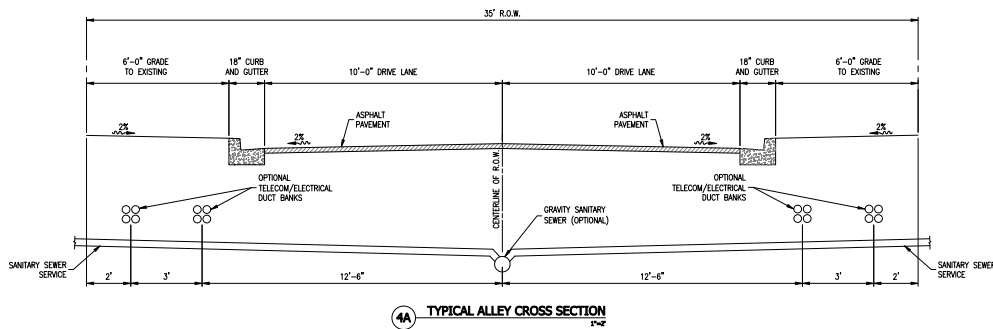 35' R.O.W.
6'-0" GRADE
TO EXISTING
18" CURB
AND GUTTER
10'-0" DRIVE LANE
10'-0" DRIVE LANE
18" CURB
AND GUTTER
6'-0" GRADE
TO EXISTING
2%
2%
ASPHALT
PAVEMENT
ASPHALT
PAVEMENT
2%
2%
OPTIONAL
TELECOM/ELECTRICAL
DUCT BANKS
CENTERLINE OF R.O.W.
GRAVITY SANITARY
SEWER (OPTIONAL)
OPTIONAL
TELECOM/ELECTRICAL
DUCT BANKS
SANITARY SEWER
SERVICE
2'
3'
12'-6"
12'-6"
3'
2'
SANITARY SEWER
SERVICE
4A
TYPICAL ALLEY CROSS SECTION
1"=2'